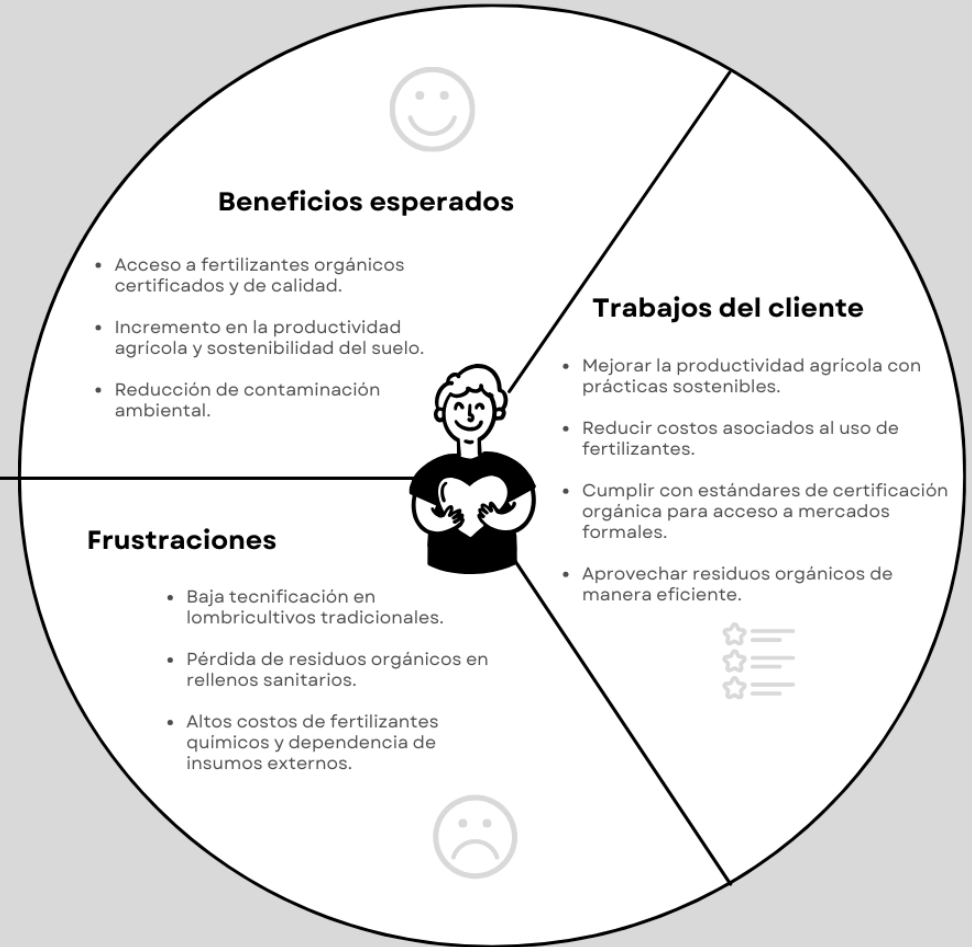 Beneficios esperados
• Acceso a fertilizantes orgánicos
certificados y de calidad.
• Incremento en la productividad
agrícola y sostenibilidad del suelo.
• Reducción de contaminación
ambiental.
Trabajos del cliente
• Mejorar la productividad agrícola con
prácticas sostenibles.
• Reducir costos asociados al uso de
fertilizantes.
• Cumplir con estándares de certificación
orgánica para acceso a mercados
formales.
• Aprovechar residuos orgánicos de
manera eficiente.
Frustraciones
• Baja tecnificación en
lombricultivos tradicionales.
• Pérdida de residuos orgánicos en
rellenos sanitarios.
• Altos costos de fertilizantes
químicos y dependencia de
insumos externos.